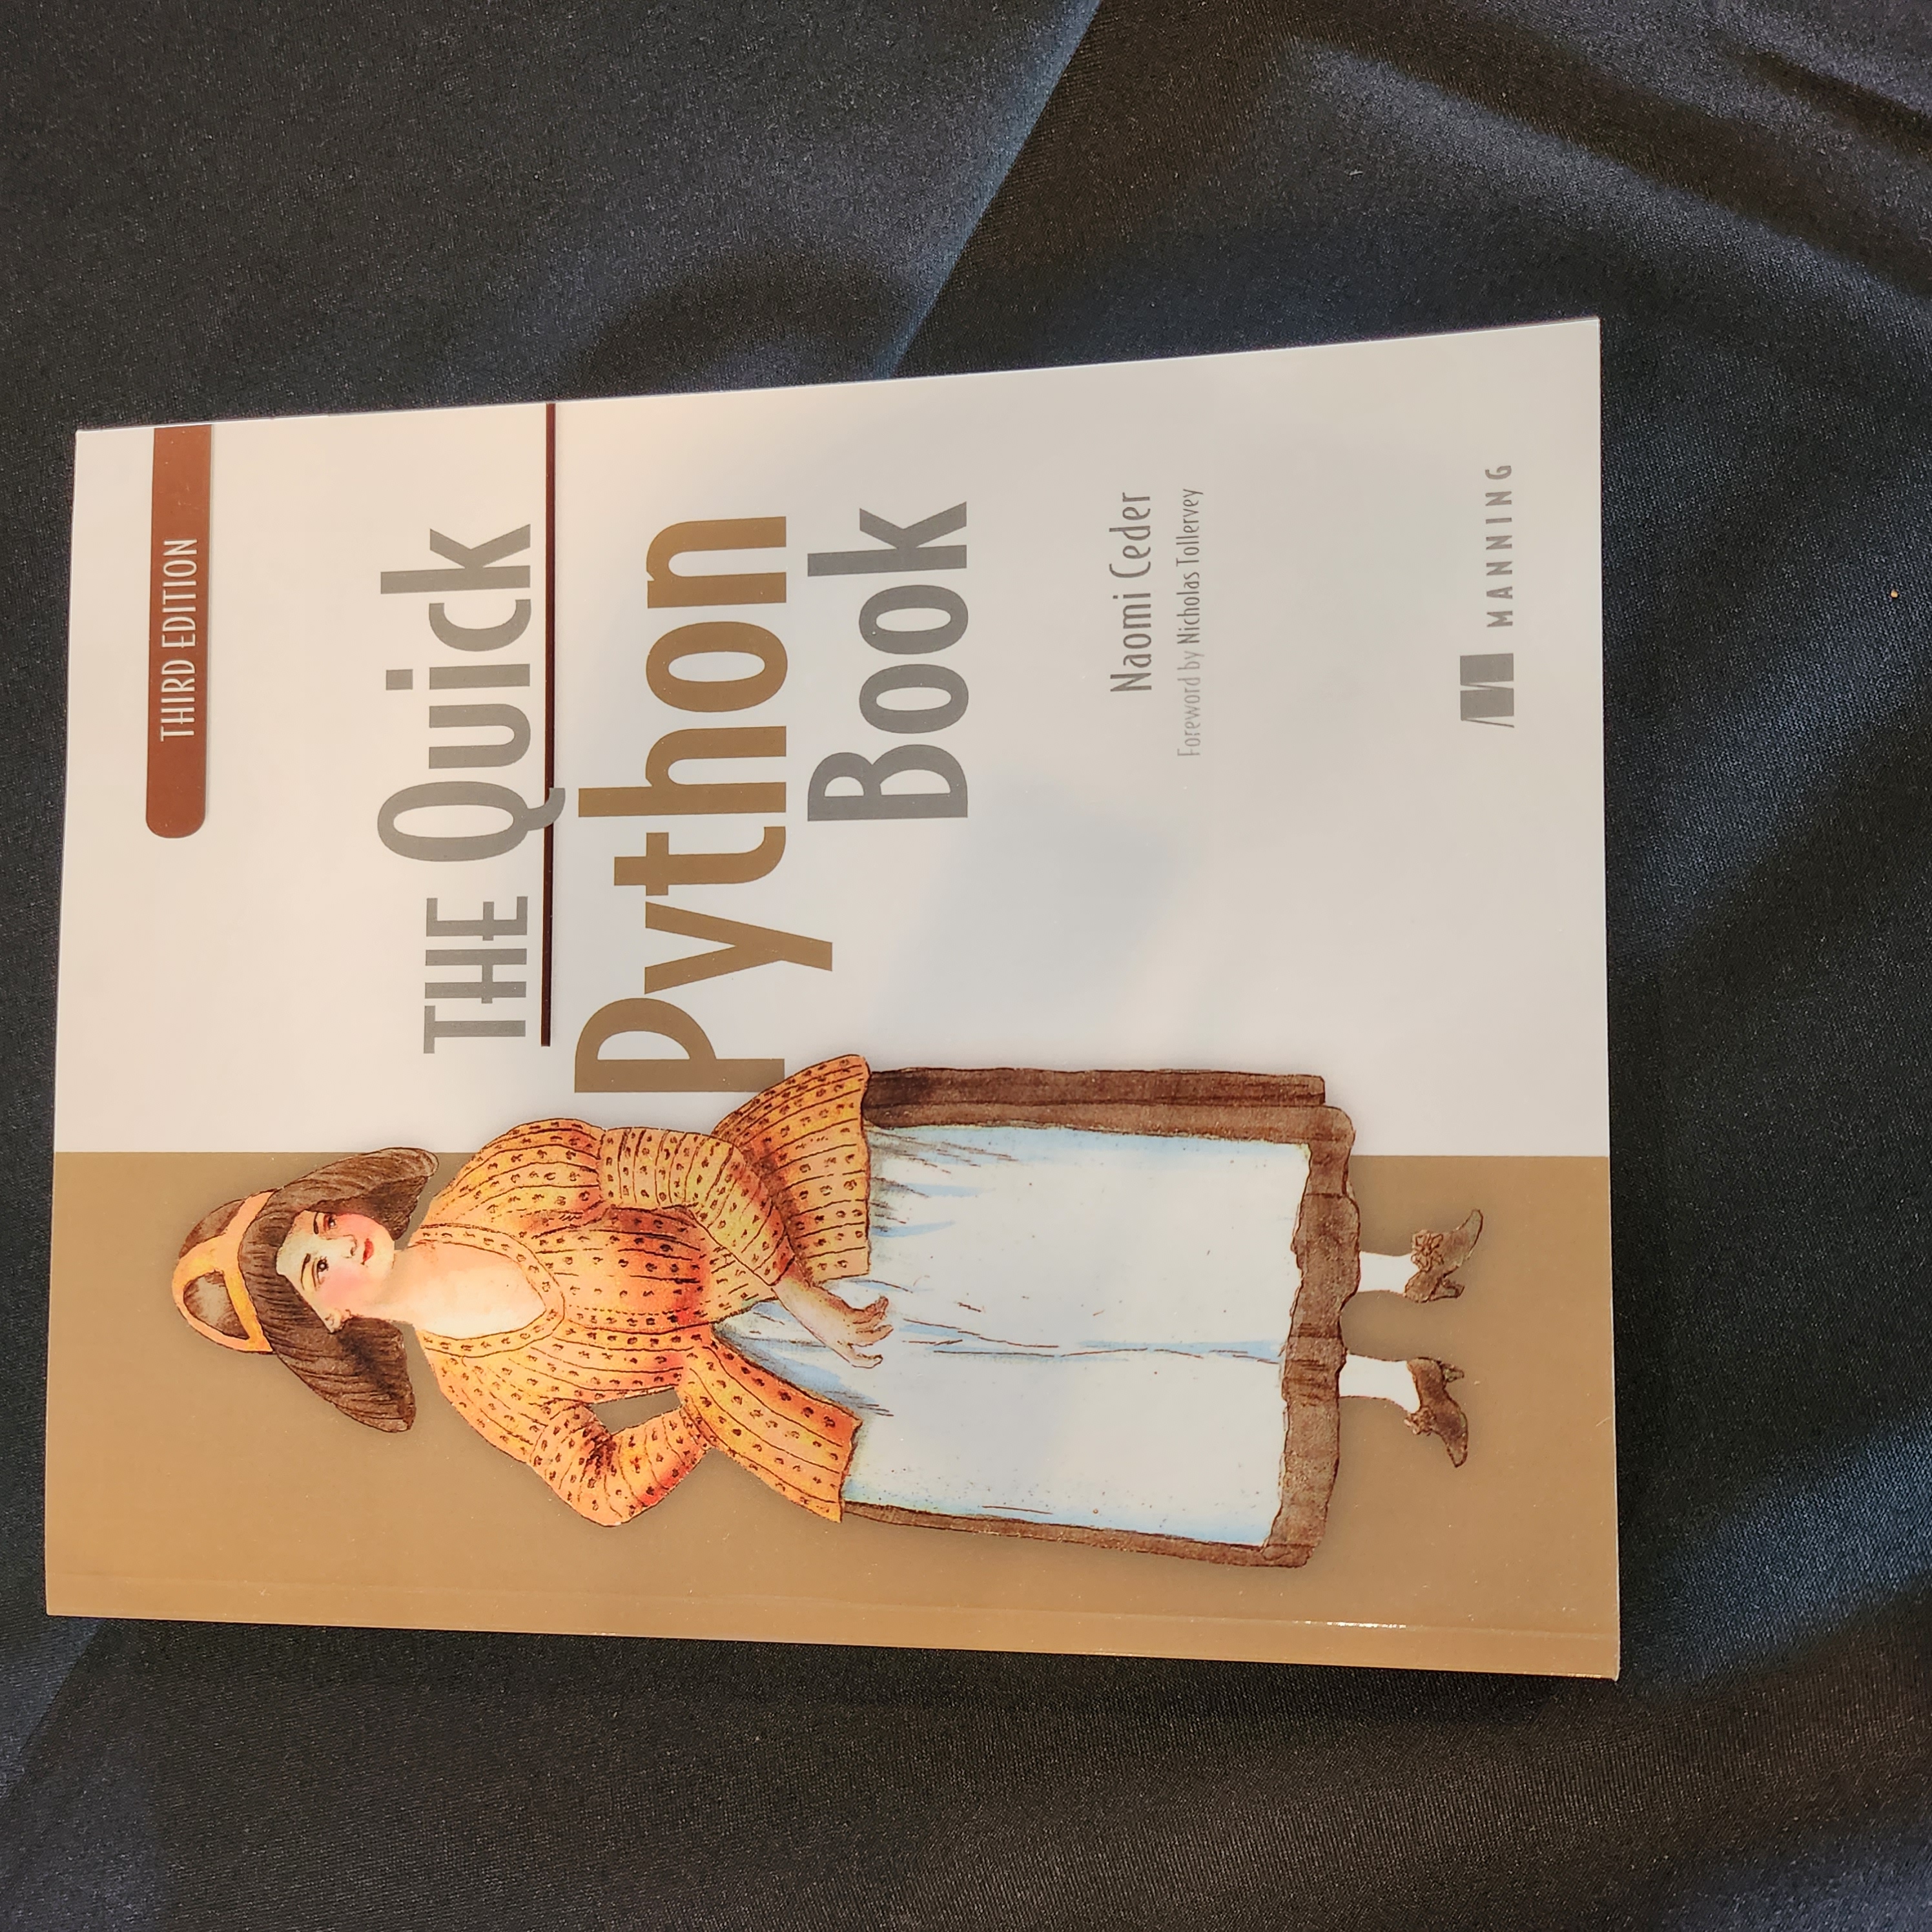 THIRD EDITION
THE Quick
Python
Book
Naomi Ceder
Foreword by Nicholas Tollervey
MANNING